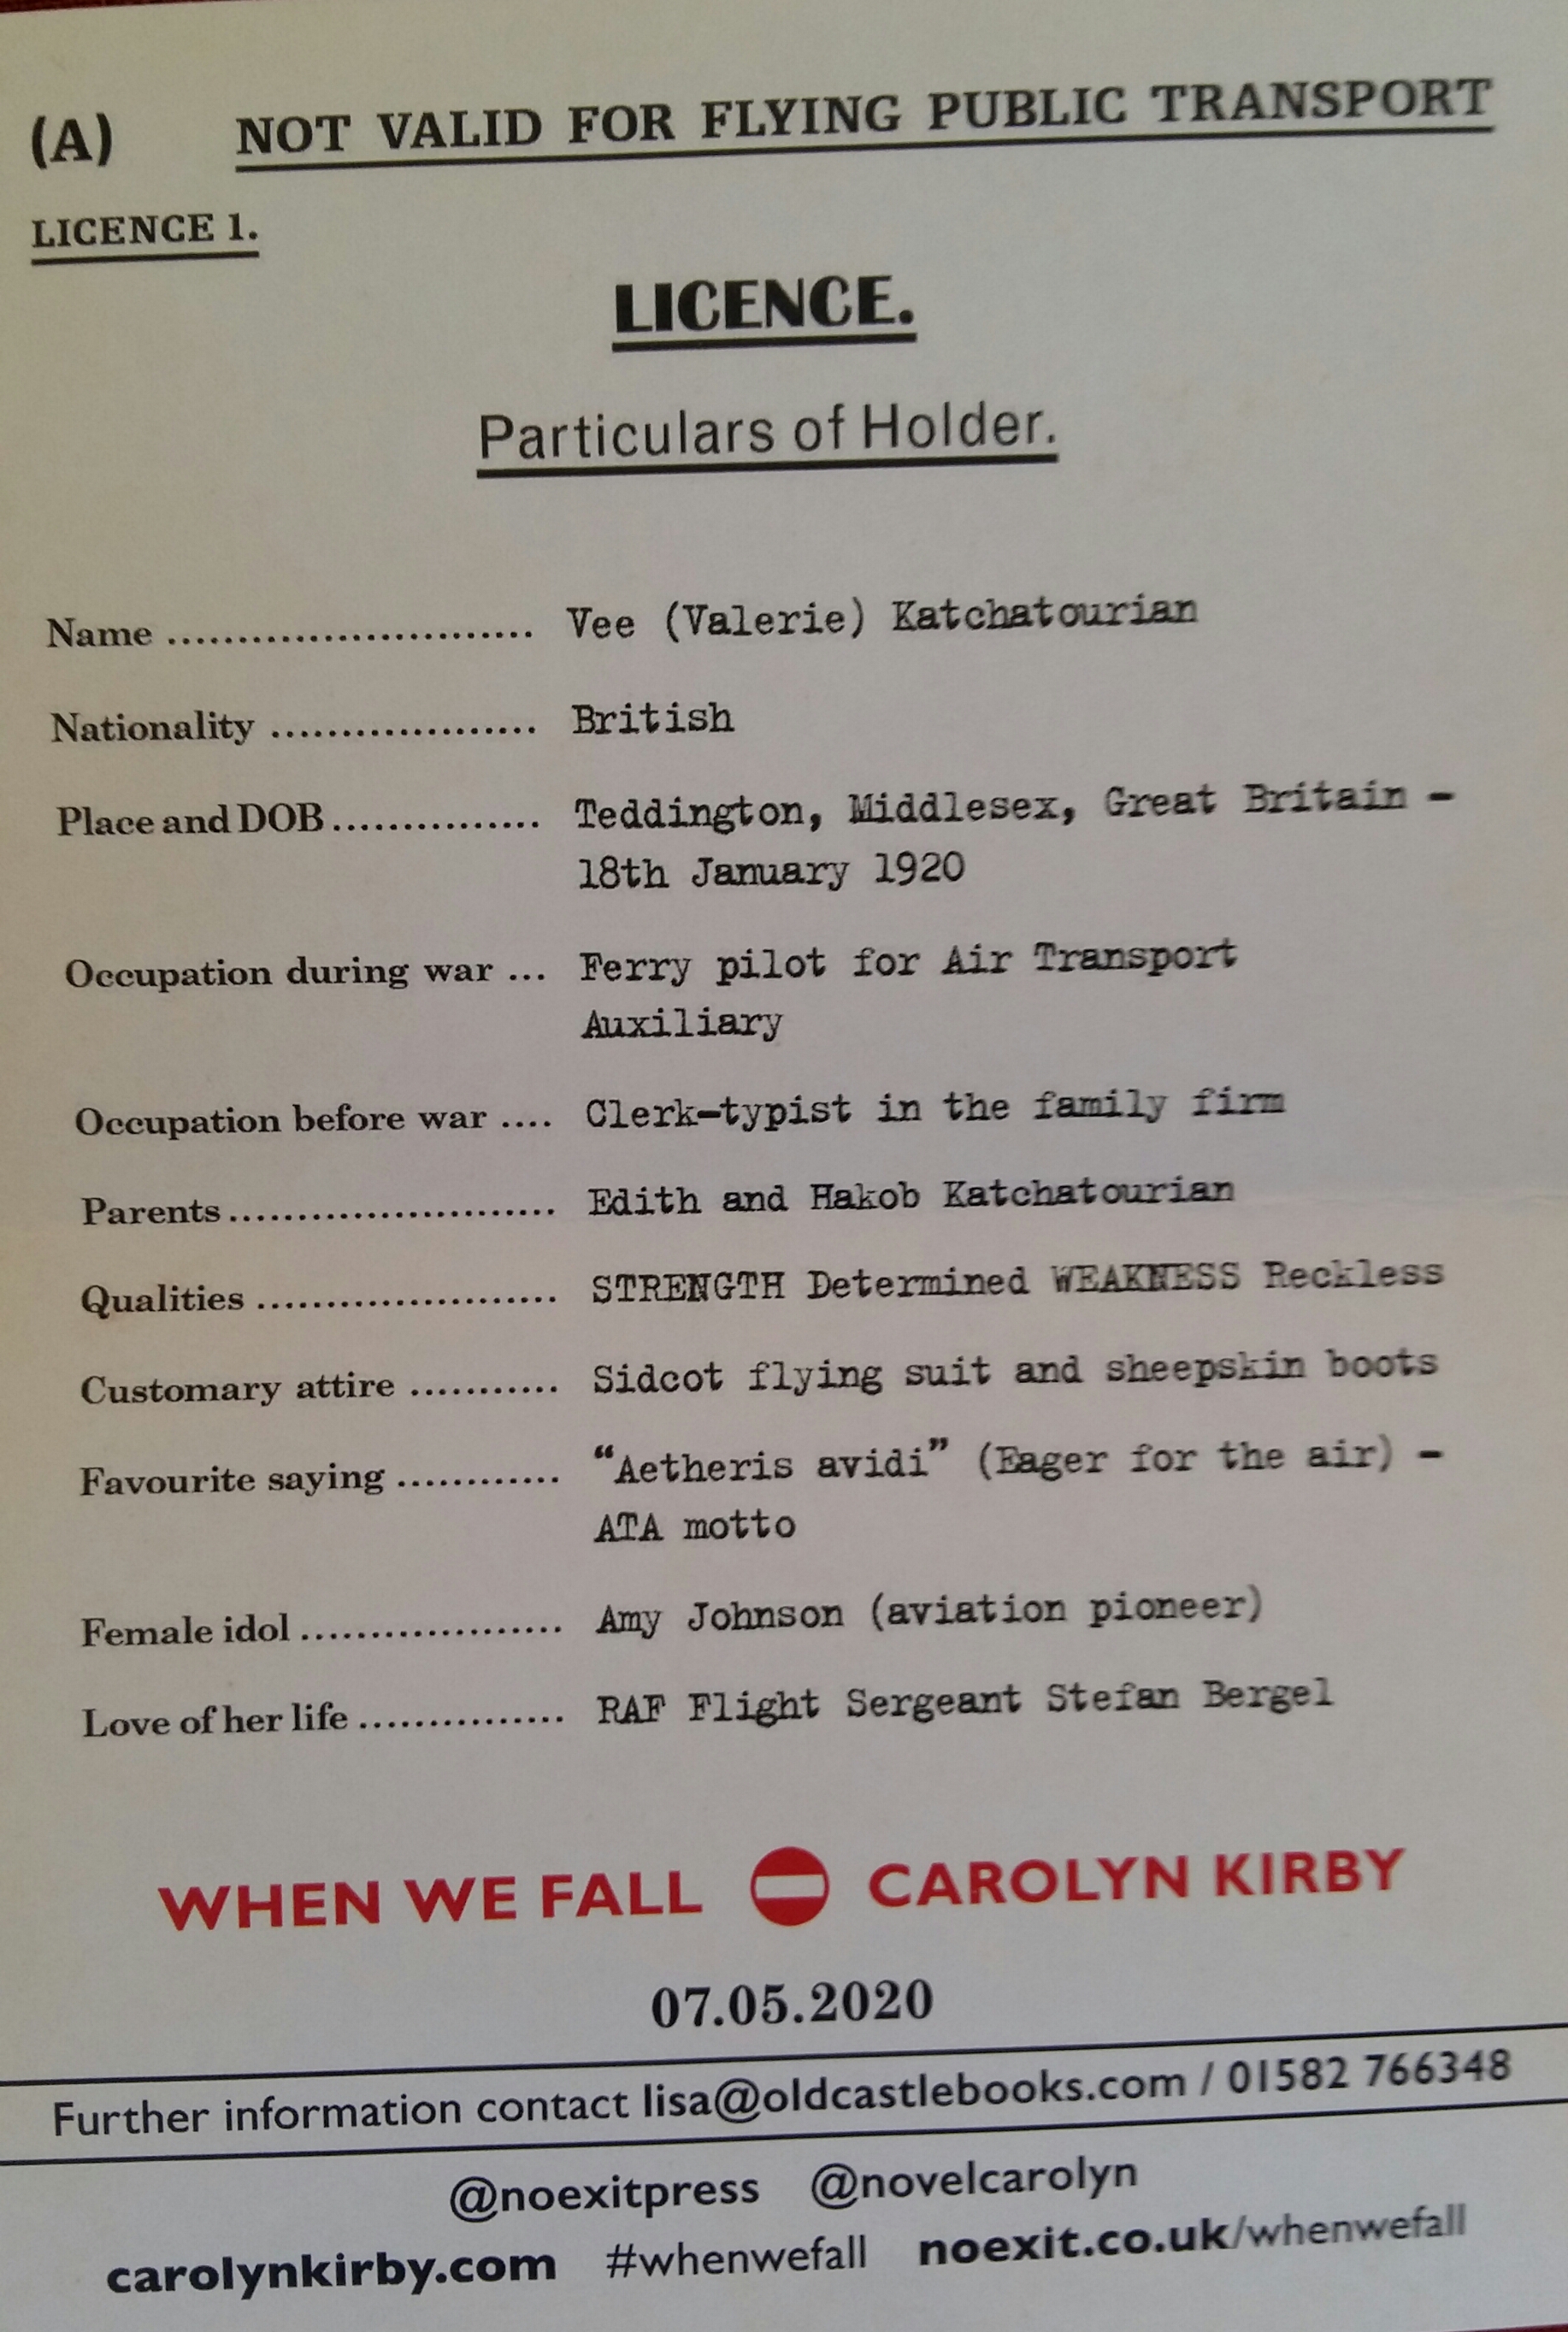 (A) NOT VALID FOR FLYING PUBLIC TRANSPORT
LICENCE 1.
LICENCE.
Particulars of Holder.
Name .......................... Vee (Valerie) Katchatourian
Nationality ................... British
Place and DOB............... Teddington, Middlesex, Great Britain -
18th January 1920
Occupation during war ... Ferry pilot for Air Transport
Auxiliary
Occupation before war .... Clerk-typist in the family firm
Parents........................ Edith and Hakob Katchatourian
Qualities ...................... STRENGTH Determined WEAKNESS Reckless
Customary attire ........... Sidcot flying suit and sheepskin boots
Favourite saying ............ “Aetheris avidi” (Eager for the air) -
ATA motto
Female idol ................... Amy Johnson (aviation pioneer)
Love of her life ............... RAF Flight Sergeant Stefan Bergel
WHEN WE FALL CAROLYN KIRBY
07.05.2020
Further information contact lisa@oldcastlebooks.com / 01582 766348
@noexitpress @novelcarolyn
carolynkirby.com #whenwefall noexit.co.uk/whenwefall